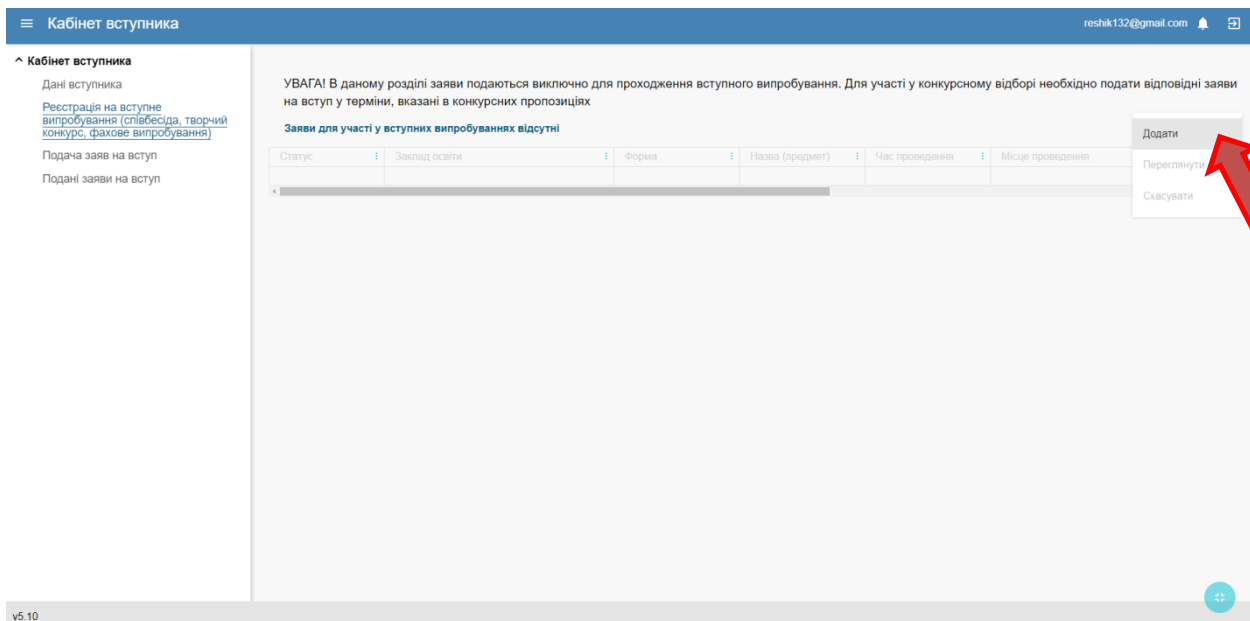 Кабінет вступника
reshik132@gmail.com
Кабінет вступника
Дані вступника
Реєстрація на вступне
випробування (співбесіда, творчий
конкурс, фахове випробування)
Подача заяв на вступ
Подані заяви на вступ
УВАГА! В даному розділі заяви подаються виключно для проходження вступного випробування. Для участі у конкурсному відборі необхідно подати відповідні заяви
на вступ у терміни, вказані в конкурсних пропозиціях
Заяви для участі у вступних випробуваннях відсутні
Статус Заклад освіти Форма Назва (предмет) Час проведення Місце проведення
Додати
Переглянути
Скасувати
v5.10